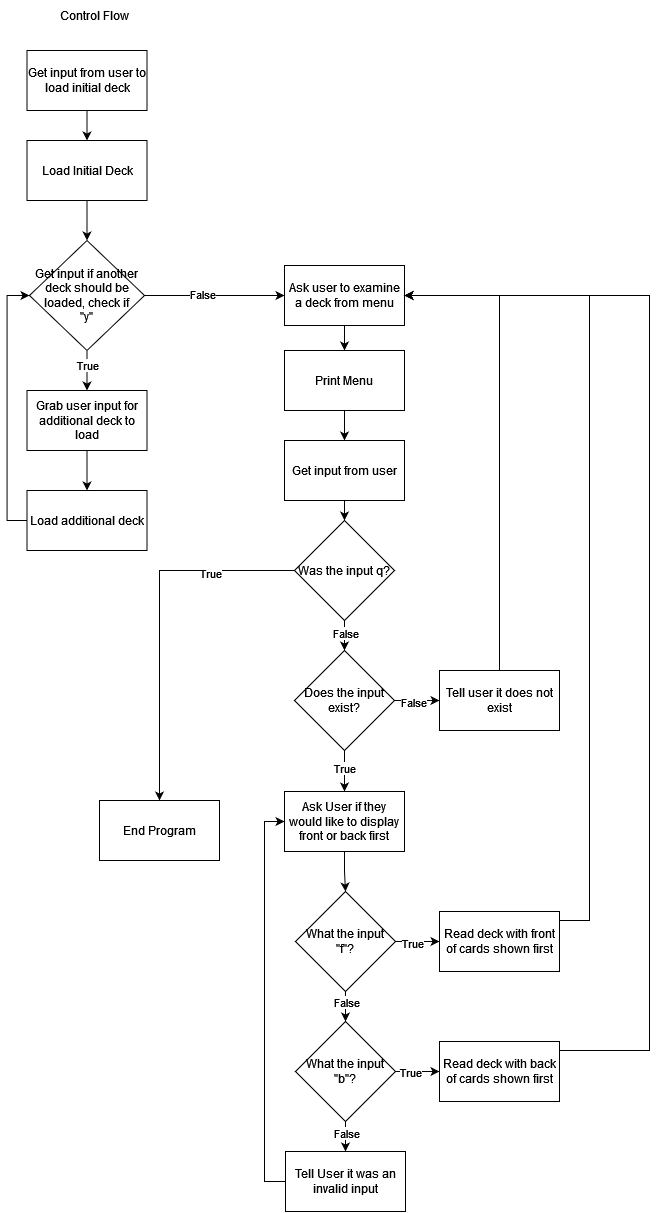 Control Flow
Get input from user to
load initial deck
Load Initial Deck
Get input if another
deck should be
loaded, check if
"y"
False
True
Grab user input for
additional deck to
load
Load additional deck
Ask user to examine
a deck from menu
Print Menu
Get input from user
Was the input q?
True
False
Does the input
exist?
False
Tell user it does not
exist
True
End Program
Ask User if they
would like to display
front or back first
What the input
"f"?
True
Read deck with front
of cards shown first
False
What the input
"b"?
True
Read deck with back
of cards shown first
False
Tell User it was an
invalid input